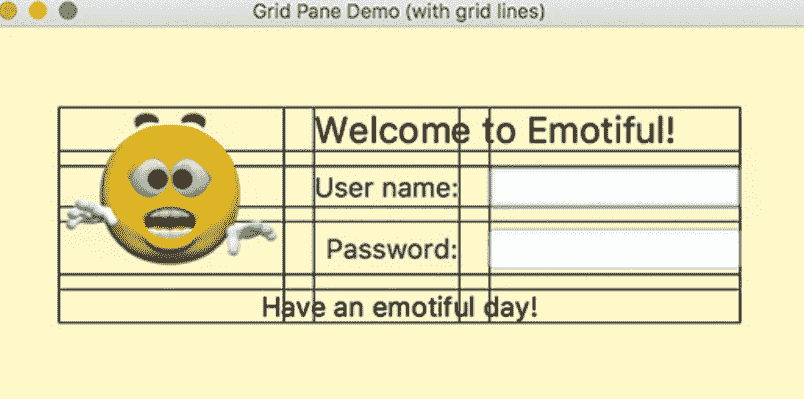 Grid Pane Demo (with grid lines)
Welcome to Emotiful!
User name:
Password:
Have an emotiful day!